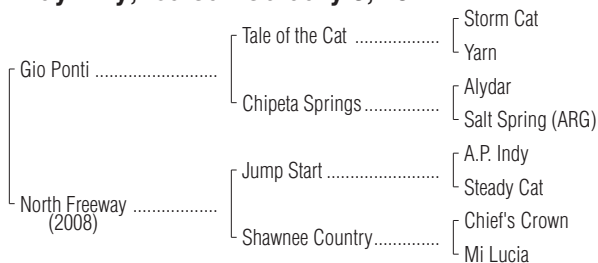 Storm Cat
Tale of the Cat ..................
Yarn
Gio Ponti ..........................
Alydar
Chipeta Springs................
Salt Spring (ARG)
A.P. Indy
Jump Start ........................
Steady Cat
North Freeway ..................
(2008)
Chief's Crown
Shawnee Country..............
Mi Lucia